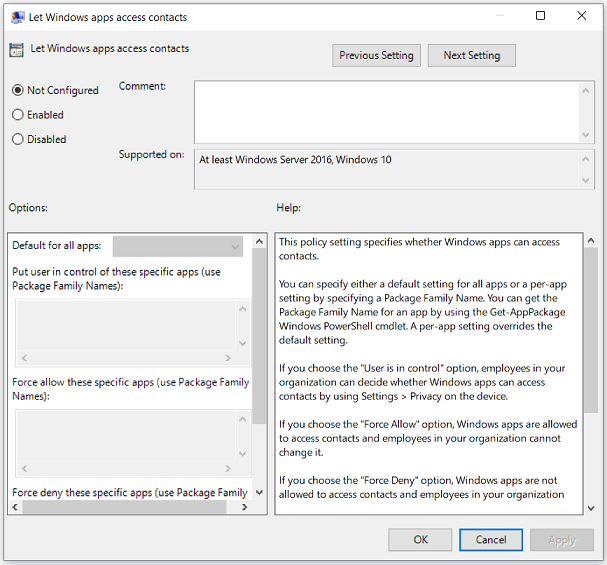 Let Windows apps access contacts
Let Windows apps access contacts
Previous Setting
Next Setting
Not Configured
Enabled
Disabled
Comment:
Supported on:
At least Windows Server 2016, Windows 10
Options:
Help:
Default for all apps:
Put user in control of these specific apps (use
Package Family Names):
Force allow these specific apps (use Package Family
Names):
Force deny these specific apps (use Package Family
This policy setting specifies whether Windows apps can access
contacts.
You can specify either a default setting for all apps or a per-app
setting by specifying a Package Family Name. You can get the
Package Family Name for an app by using the Get-AppPackage
Windows PowerShell cmdlet. A per-app setting overrides the
default setting.
If you choose the "User is in control" option, employees in your
organization can decide whether Windows apps can access
contacts by using Settings > Privacy on the device.
If you choose the "Force Allow" option, Windows apps are allowed
to access contacts and employees in your organization cannot
change it.
If you choose the "Force Deny" option, Windows apps are not
allowed to access contacts and employees in your organization
OK
Cancel
Apply